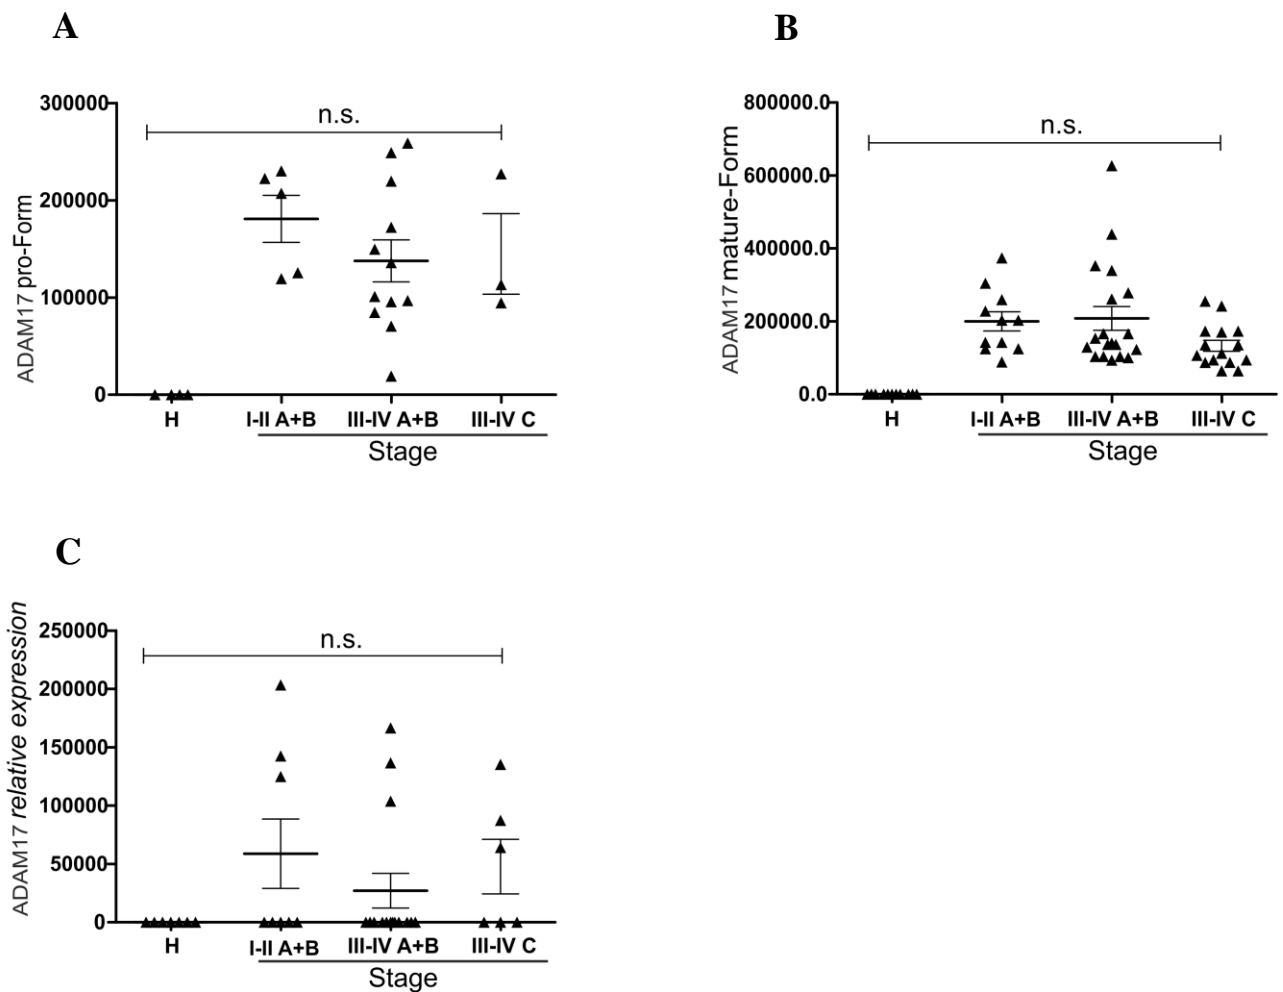 A
ADAM17 pro-Form
300000
200000
100000
0
n.s.
H
I-II A+B
III-IV A+B
III-IV C
Stage
B
ADAM17 mature-Form
800000.0
600000.0
400000.0
200000.0
0.0
n.s.
H
I-II A+B
III-IV A+B
III-IV C
Stage
C
ADAM17 relative expression
250000
200000
150000
100000
50000
0
n.s.
H
I-II A+B
III-IV A+B
III-IV C
Stage